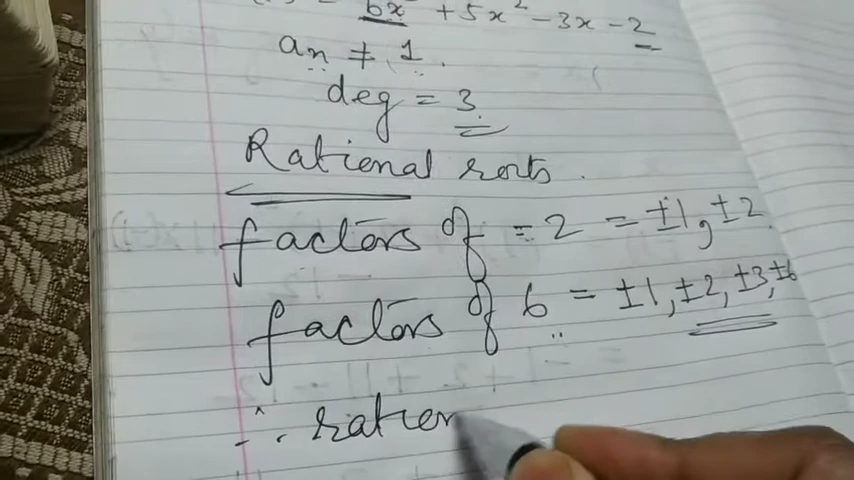 6x + 5x² - 3x - 2
an ≠ 1.
deg = 3
Rational roots.
factors of = 2 = ±1, ±2
factors of 6 = ±1, ±2, ±3, ±6
∴ ration